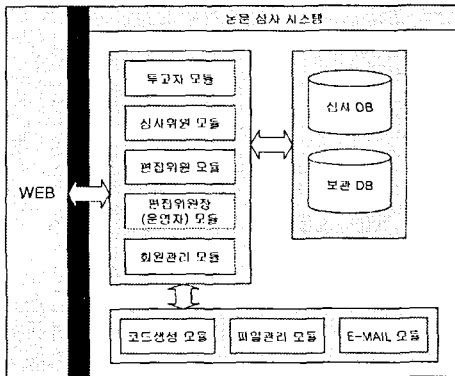 논문 심사 시스템
투고자 모듈
심사위원 모듈
편집위원 모듈
편집위원장
(운영자) 모듈
회원관리 모듈
심사 DB
보관 DB
WEB
코드생성 모듈
파일관리 모듈
E-MAIL 모듈